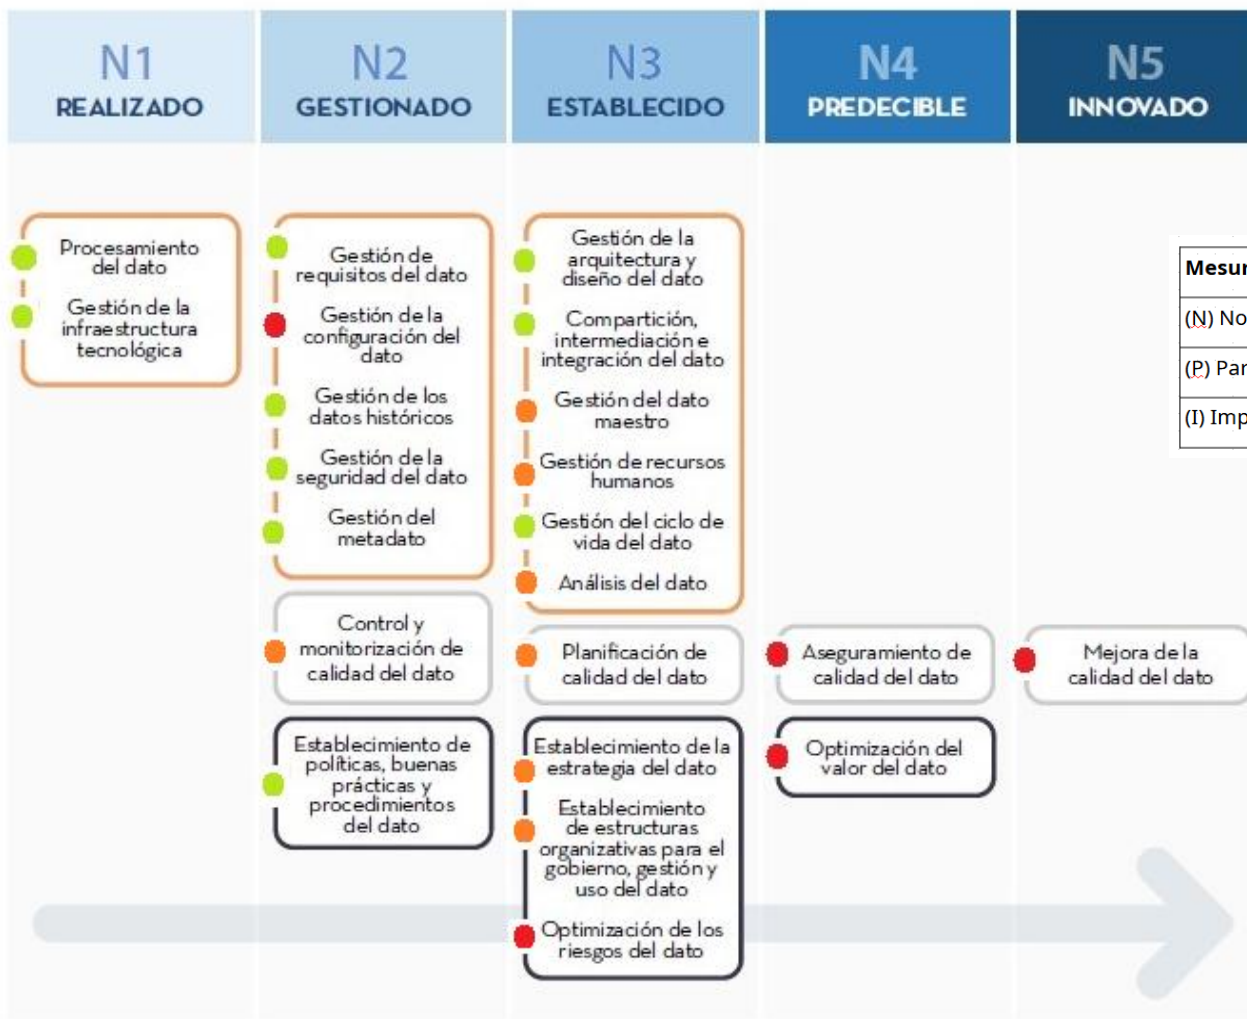 N1
REALIZADO
N2
GESTIONADO
N3
ESTABLECIDO
N4
PREDECIBLE
N5
INNOVADO
Procesamiento
del dato
Gestión de la
infraestructura
tecnológica
Gestión de
requisitos del dato
Gestión de la
configuración del
dato
Gestión de los
datos históricos
Gestión de la
seguridad del dato
Gestión del
metadato
Control y
monitorización de
calidad del dato
Establecimiento de
políticas, buenas
prácticas y
procedimientos
del dato
Gestión de la
arquitectura y
diseño del dato
Compartición,
intermediación e
integración del dato
Gestión del dato
maestro
Gestión de recursos
humanos
Gestión del ciclo de
vida del dato
Análisis del dato
Planificación de
calidad del dato
Establecimiento de la
estrategia del dato
Establecimiento
de estructuras
organizativas para el
gobierno, gestión y
uso del dato
Optimización de los
riesgos del dato
Aseguramiento de
calidad del dato
Optimización del
valor del dato
Mejora de la
calidad del dato
(N) No
(P)
(I)